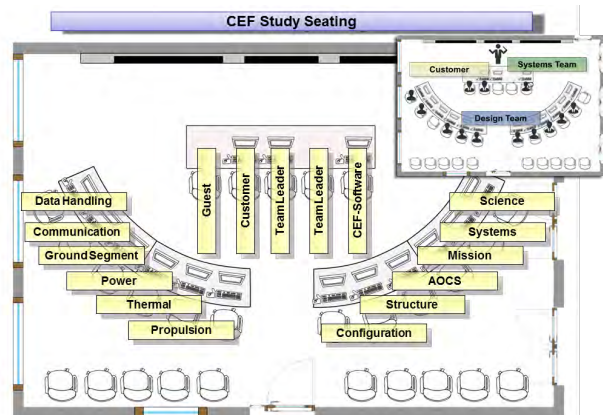 CEF Study Seating
Customer
Systems Team
Design Team
Guest
Customer
Team Leader
Team Leader
CEF-Software
Data Handling
Communication
Ground Segment
Power
Thermal
Propulsion
Science
Systems
Mission
AOCS
Structure
Configuration